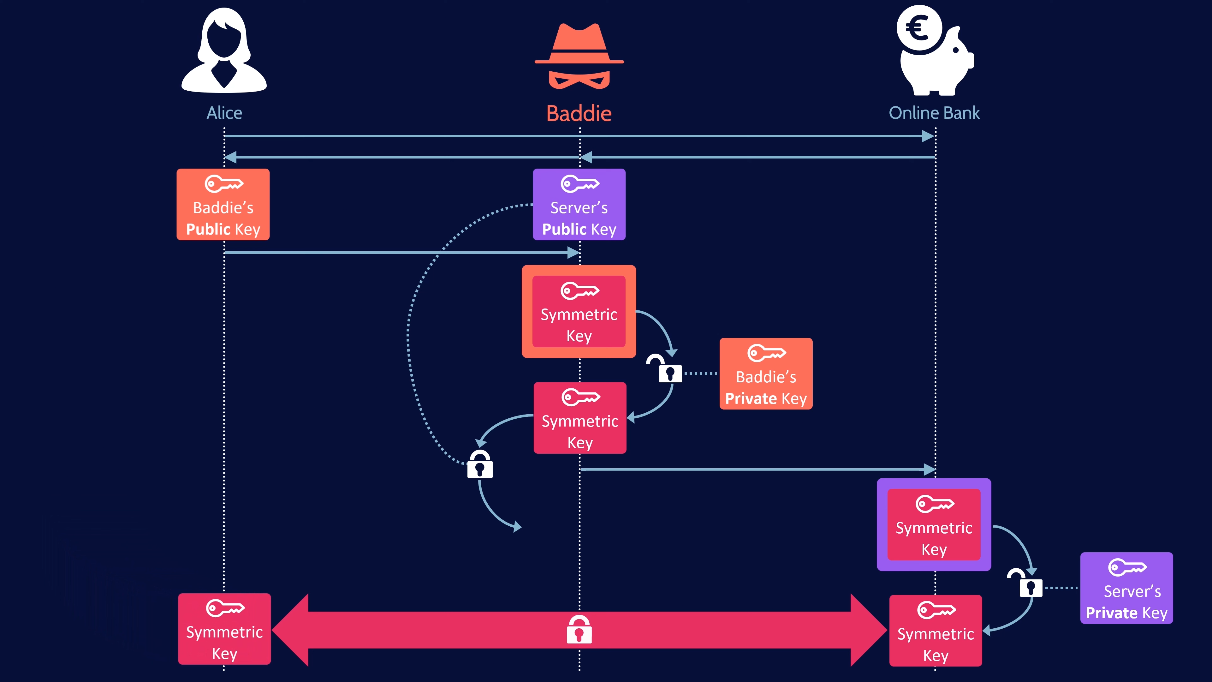 €
Alice
Baddie
Online Bank
Baddie's
Public Key
Server's
Public Key
Symmetric
Key
Baddie's
Private Key
Symmetric
Key
Symmetric
Key
Server's
Private Key
Symmetric
Key
Symmetric
Key